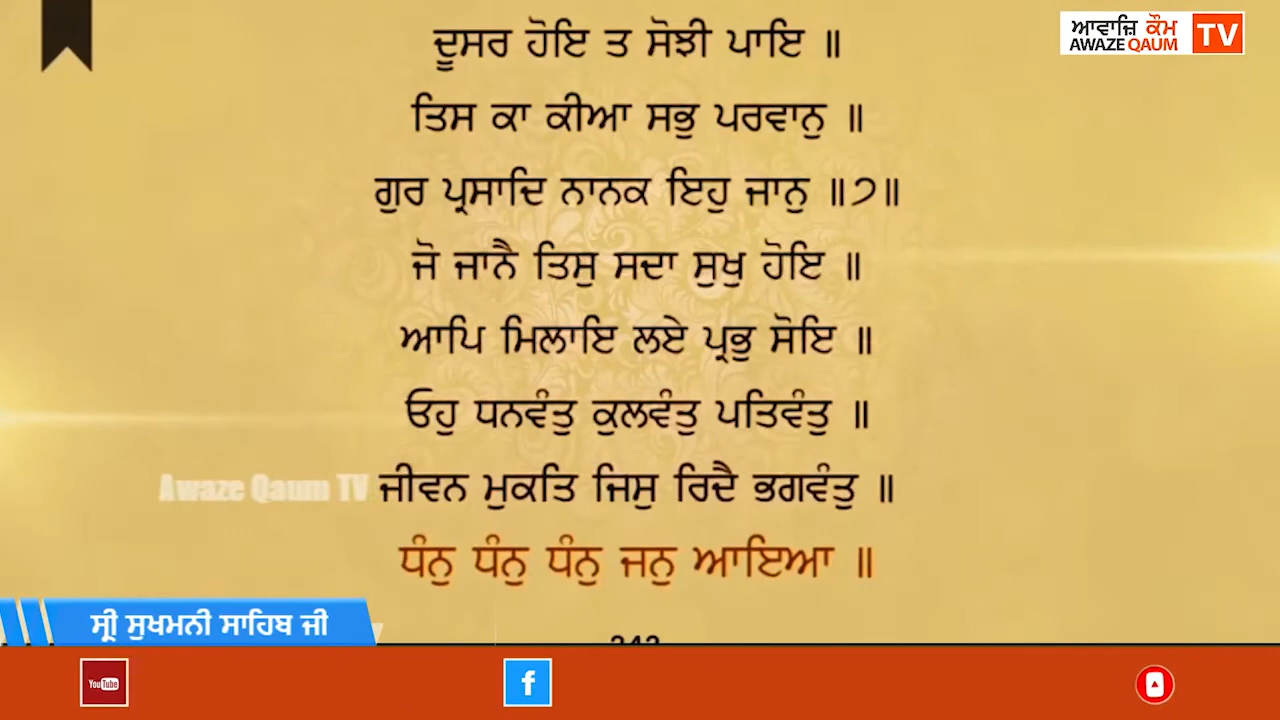 ਆਵਾਜ਼ਿ ਕੌਮ
AWAZE QAUM TV
ਦੂਸਰ ਹੋਇ ਤ ਸੋਝੀ ਪਾਇ ॥
ਤਿਸ ਕਾ ਕੀਆ ਸਭੁ ਪਰਵਾਨੁ ॥
ਗੁਰ ਪ੍ਰਸਾਦਿ ਨਾਨਕ ਇਹੁ ਜਾਨੁ ॥੭॥
ਜੋ ਜਾਨੈ ਤਿਸੁ ਸਦਾ ਸੁਖੁ ਹੋਇ ॥
ਆਪਿ ਮਿਲਾਇ ਲਏ ਪ੍ਰਭੁ ਸੋਇ ॥
ਓਹੁ ਧਨਵੰਤੁ ਕੁਲਵੰਤੁ ਪਤਿਵੰਤੁ ॥
Awaze Qaum TV
ਜੀਵਨ ਮੁਕਤਿ ਜਿਸੁ ਰਿਦੈ ਭਗਵੰਤੁ ॥
ਧੰਨੁ ਧੰਨੁ ਧੰਨੁ ਜਨੁ ਆਇਆ ॥
ਸ੍ਰੀ ਸੁਖਮਨੀ ਸਾਹਿਬ ਜੀ
YouTube
f